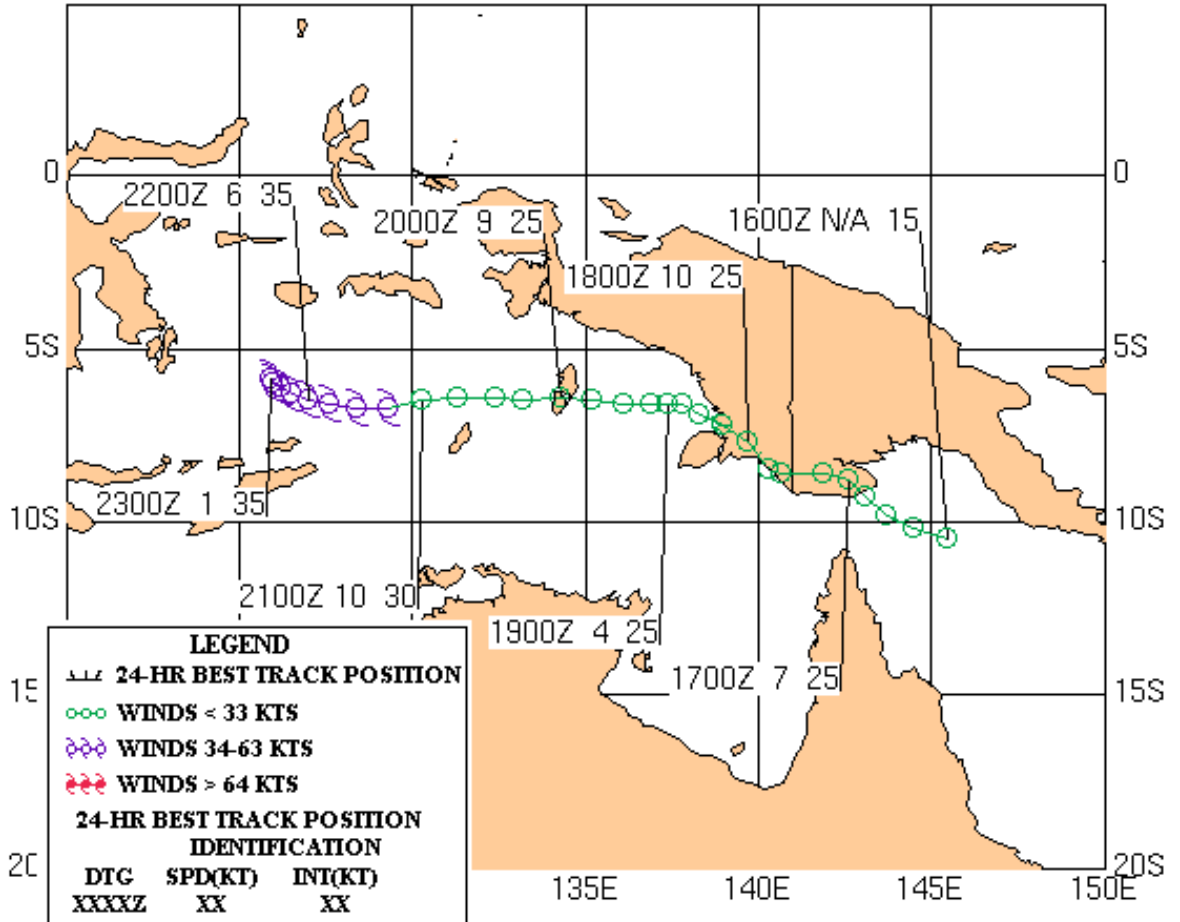 0
0
2200Z 6 35
2000Z 9 25
1600Z N/A 15
1800Z 10 25
5S
5S
2300Z 1 35
10S
10S
2100Z 10 30
1900Z 4 25
1700Z 7 25
15
15S
LEGEND
24-HR BEST TRACK POSITION
WINDS < 33 KTS
WINDS 34-63 KTS
WINDS > 64 KTS
24-HR BEST TRACK POSITION
IDENTIFICATION
DTG SPD(KT) INT(KT)
XXXXZ XX XX
20S
135E 140E 145E 150E